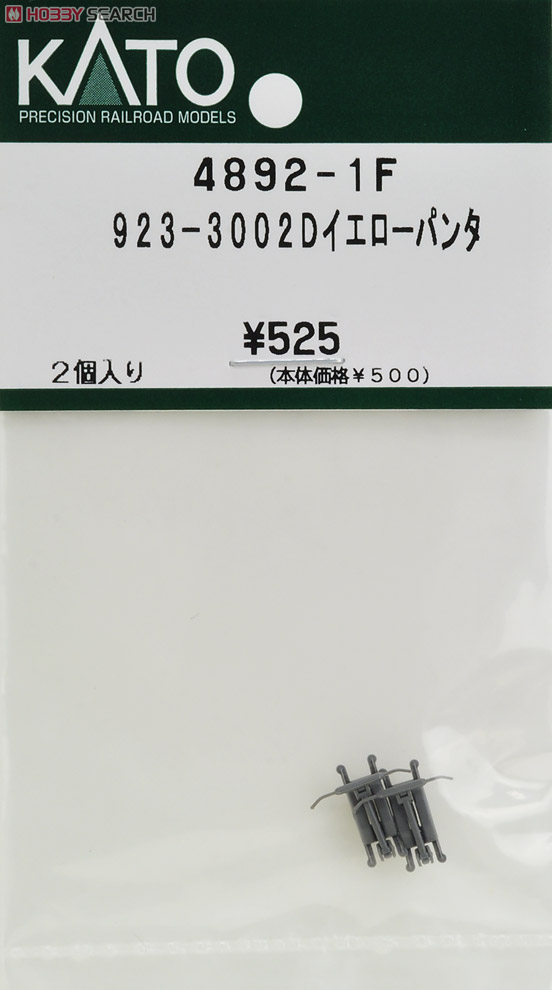 HOBBY SEARCH
KATO
PRECISION RAILROAD MODELS
4892-1F
923-3002Dイエローパンタ
¥525
2個入り
(本体価格¥500)